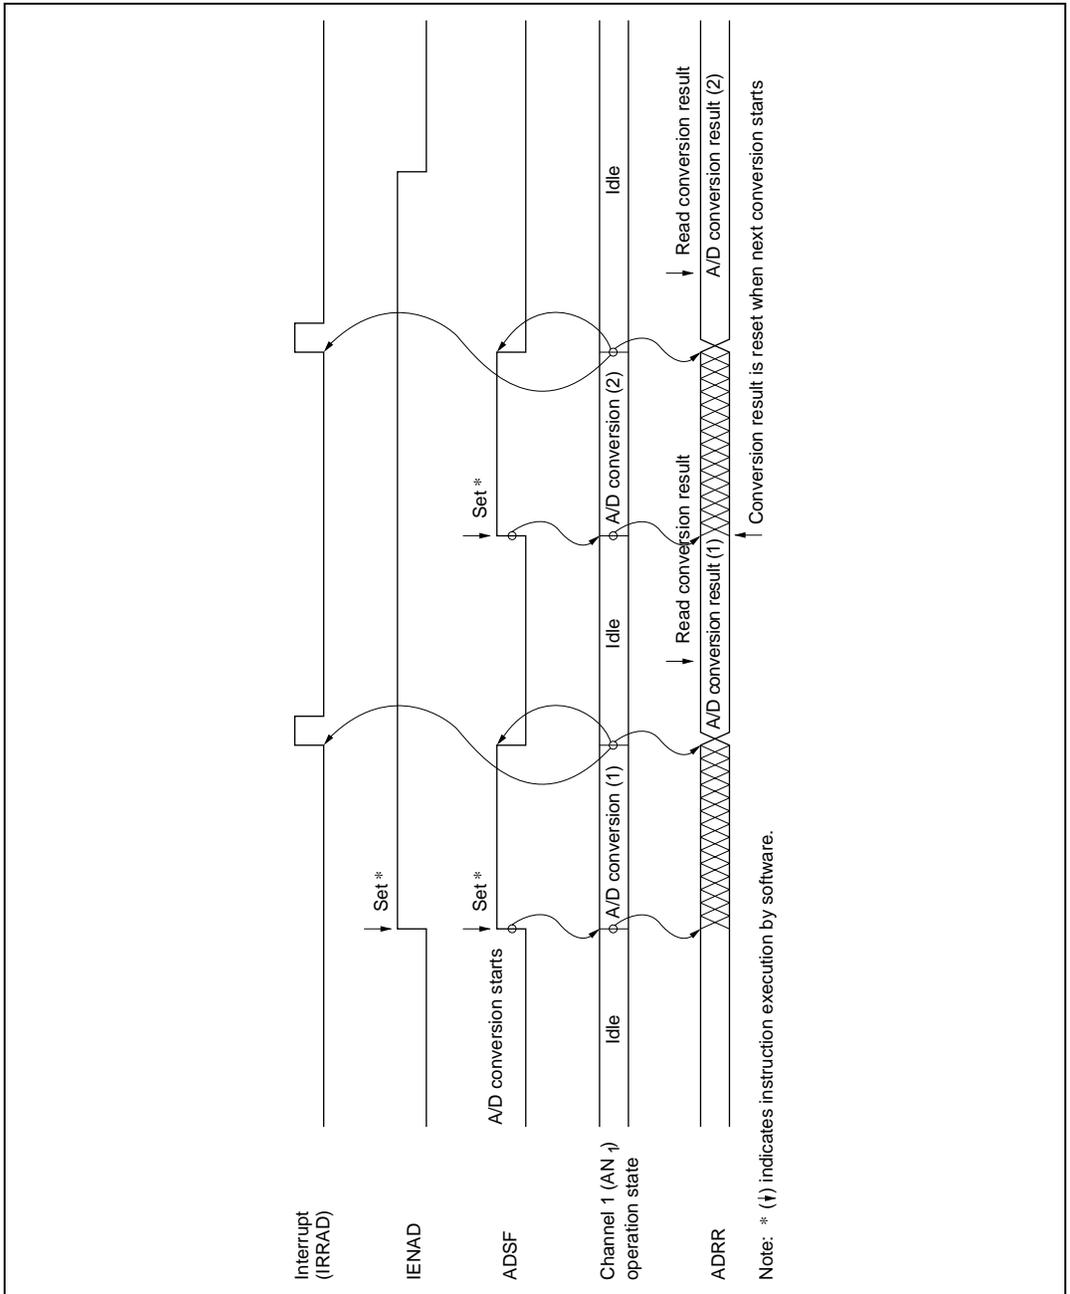 Interrupt
(IRRAD)
IENAD
Set *
ADSF
A/D conversion starts
Set *
Set *
Channel 1 (AN 1)
operation state
Idle
A/D conversion (1)
Idle
A/D conversion (2)
Idle
Read conversion result
Read conversion result
ADRR
A/D conversion result (1)
A/D conversion result (2)
Conversion result is reset when next conversion starts
Note: * (↓) indicates instruction execution by software.